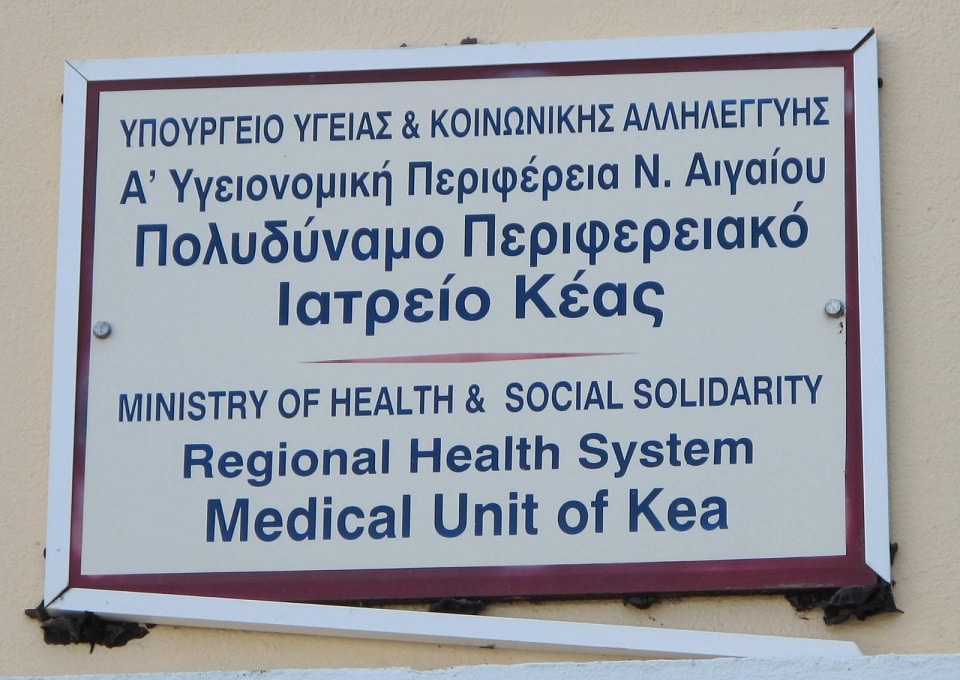 ΥΠΟΥΡΓΕΙΟ ΥΓΕΙΑΣ & ΚΟΙΝΩΝΙΚΗΣ ΑΛΛΗΛΕΓΓΥΗΣ
Α’ Υγειονομική Περιφέρεια Ν. Αιγαίου
Πολυδύναμο Περιφερειακό
Ιατρείο Κέας
MINISTRY OF HEALTH & SOCIAL SOLIDARITY
Regional Health System
Medical Unit of Kea